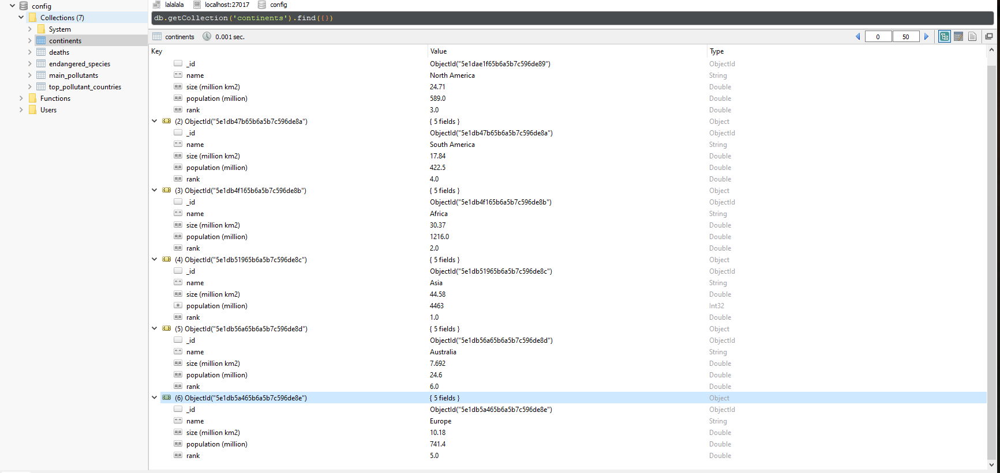 config
Collections (7)
System
continents
deaths
endangered_species
main_pollutants
top_pollutant_countries
Functions
Users
lalalala localhost:27017 config
db.getCollection('continents').find({})
continents 0.001 sec. 0 50
Key Value Type
_id ObjectId("5e1dae1f65b6a5b7c596de89") ObjectId
name North America String
size (million km2) 24.71 Double
population (million) 589.0 Double
rank 3.0 Double
(2) ObjectId("5e1db47b65b6a5b7c596de8a") { 5 fields } Object
_id ObjectId("5e1db47b65b6a5b7c596de8a") ObjectId
name South America String
size (million km2) 17.84 Double
population (million) 422.5 Double
rank 4.0 Double
(3) ObjectId("5e1db4f165b6a5b7c596de8b") { 5 fields } Object
_id ObjectId("5e1db4f165b6a5b7c596de8b") ObjectId
name Africa String
size (million km2) 30.37 Double
population (million) 1216.0 Double
rank 2.0 Double
(4) ObjectId("5e1db51965b6a5b7c596de8c") { 5 fields } Object
_id ObjectId("5e1db51965b6a5b7c596de8c") ObjectId
name Asia String
size (million km2) 44.58 Double
population (million) 4463 Int32
rank 1.0 Double
(5) ObjectId("5e1db56a65b6a5b7c596de8d") { 5 fields } Object
_id ObjectId("5e1db56a65b6a5b7c596de8d") ObjectId
name Australia String
size (million km2) 7.692 Double
population (million) 24.6 Double
rank 6.0 Double
(6) ObjectId("5e1db5a465b6a5b7c596de8e") { 5 fields } Object
_id ObjectId("5e1db5a465b6a5b7c596de8e") ObjectId
name Europe String
size (million km2) 10.18 Double
population (million) 741.4 Double
rank 5.0 Double